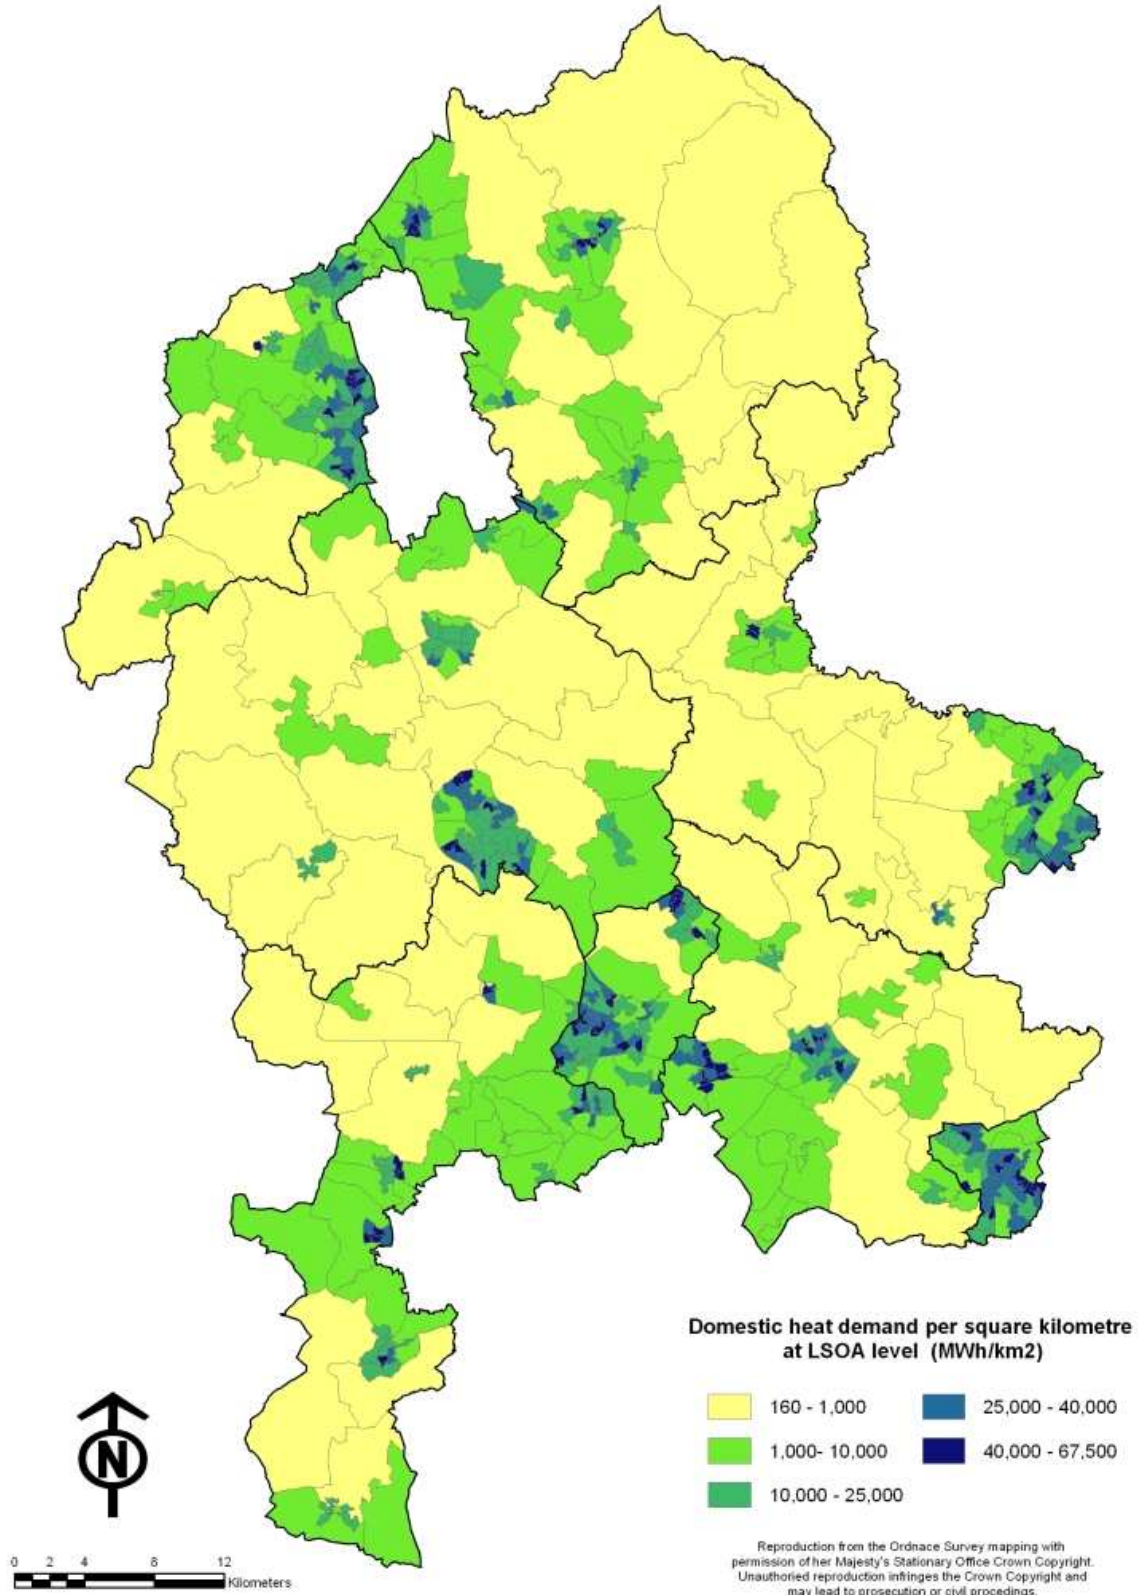 Domestic heat demand per square kilometre
at LSOA level (MWh/km2)
160 - 1,000
25,000 - 40,000
1,000- 10,000
40,000 - 67,500
10,000 - 25,000
N
0 2 4 8 12
Kilometers
Reproduction from the Ordnace Survey mapping with
permission of her Majesty's Stationary Office Crown Copyright.
Unauthoried reproduction infringes the Crown Copyright and
may lead to prosecution or civil procedings.